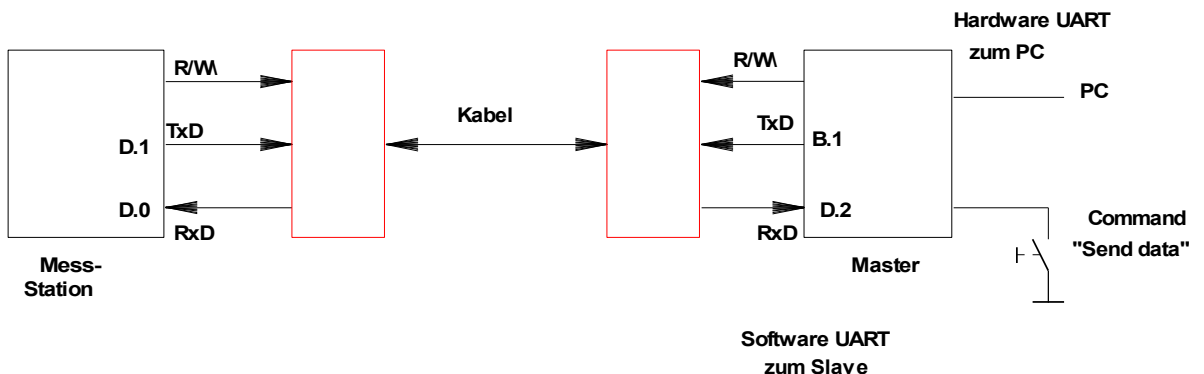 Hardware UART
zum PC
R/W\
R/W\
PC
Kabel
TxD
TxD
D.1
B.1
D.0
D.2
RxD
RxD
Command
"Send data"
Mess-
Station
Master
Software UART
zum Slave